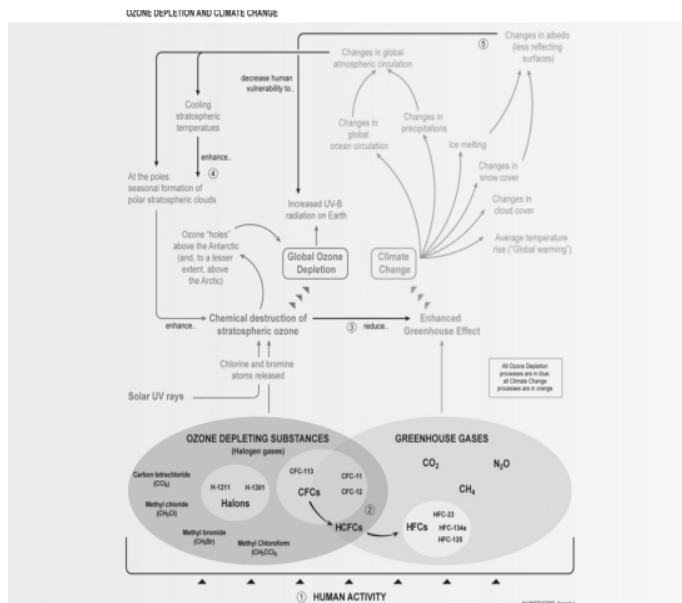 OZONE DEPLETION AND CLIMATE CHANGE
Changes in global
atmospheric circulation
⑤
Changes in albedo
(less reflecting
surfaces)
decrease human
vulnerability to..
Cooling
stratospheric
temperatues
Changes in
global
ocean circulation
Changes in
precipitations
Ice melting
enhance..
④
Changes in
snow cover
At the poles:
seasonal formation of
polar stratospheric clouds
Increased UV-B
radiation on Earth
Changes in
cloud cover
Ozone "holes"
above the Antarctic
(and, to a lesser
extent, above
the Arctic)
Global Ozone
Depletion
Climate
Change
Average temperature
rise ("Global warming")
enhance..
Chemical destruction of
stratospheric ozone
③ reduce..
Enhanced
Greenhouse Effect
Chlorine and bromine
atoms released
Solar UV rays
All Ozone Depletion
processes are in blue;
all Climate Change
processes are in orange.
OZONE DEPLETING SUBSTANCES
(Halogen gases)
GREENHOUSE GASES
Carbon tetrachloride
(CCl₄)
H-1211
H-1301
Halons
CFC-113
CFCs
CFC-11
CFC-12
CO₂
N₂O
CH₄
Methyl chloride
(CH₃Cl)
②
HCFCs
HFCs
HFC-23
HFC-134a
HFC-125
Methyl bromide
(CH₃Br)
Methyl Chloroform
① HUMAN ACTIVITY